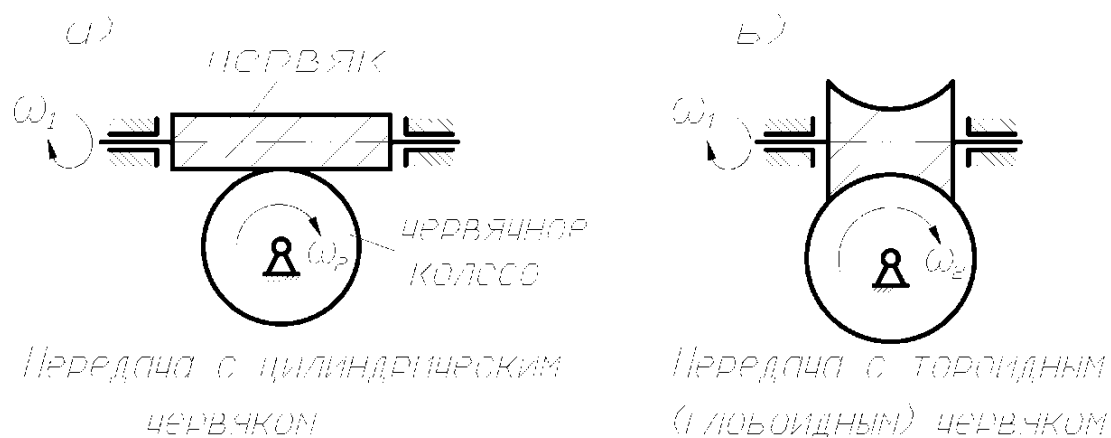 а)
червяк
ω₁
червячное
колесо
ω₂
Передача с цилиндрическим
червяком
в)
ω₁
ω₂
Передача с тороидным
(глобоидным) червяком